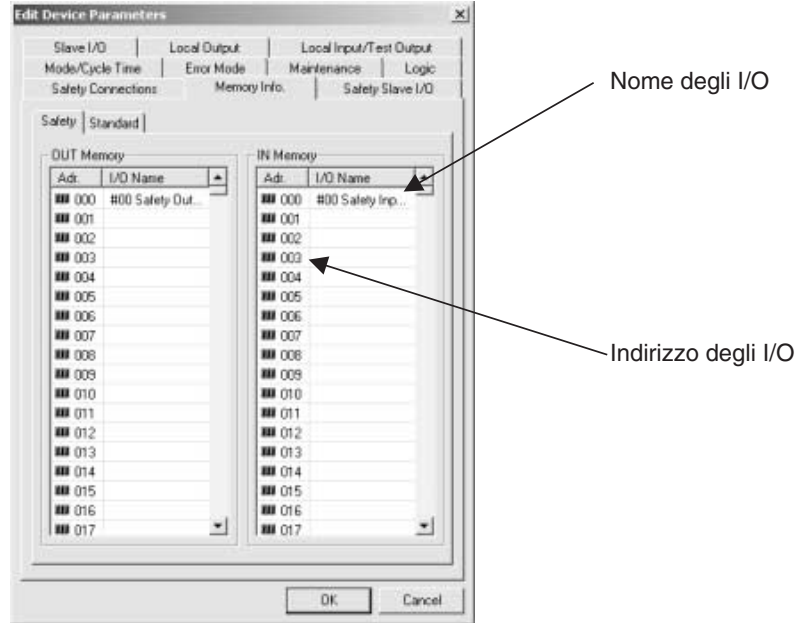 Edit Device Parameters
Slave I/O Local Output Local Input/Test Output
Mode/Cycle Time Error Mode Maintenance Logic
Safety Connections Memory Info. Safety Slave I/O
Safety Standard
OUT Memory IN Memory
Adr. I/O Name Adr. I/O Name
000 #00 Safety Out... 000 #00 Safety Inp...
001 001
002 002
003 003
004 004
005 005
006 006
007 007
008 008
009 009
010 010
011 011
012 012
013 013
014 014
015 015
016 016
017 017
OK Cancel
Nome degli I/O
Indirizzo degli I/O